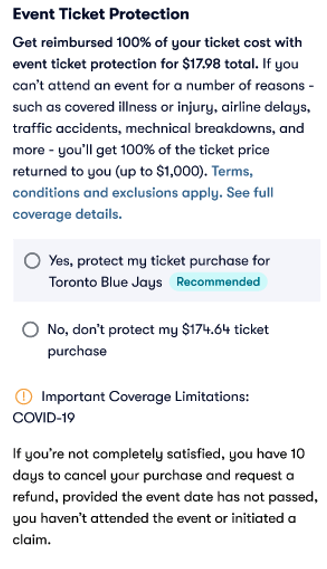 Event Ticket Protection
Get reimbursed 100% of your ticket cost with
event ticket protection for $17.98 total. If you
can't attend an event for a number of reasons -
such as covered illness or injury, airline delays,
traffic accidents, mechnical breakdowns, and
more - you'll get 100% of the ticket price
returned to you (up to $1,000). Terms,
conditions and exclusions apply. See full
coverage details.
Yes, protect my ticket purchase for
Toronto Blue Jays Recommended
No, don't protect my $174.64 ticket
purchase
Important Coverage Limitations:
COVID-19
If you're not completely satisfied, you have 10
days to cancel your purchase and request a
refund, provided the event date has not passed,
you haven't attended the event or initiated a
claim.